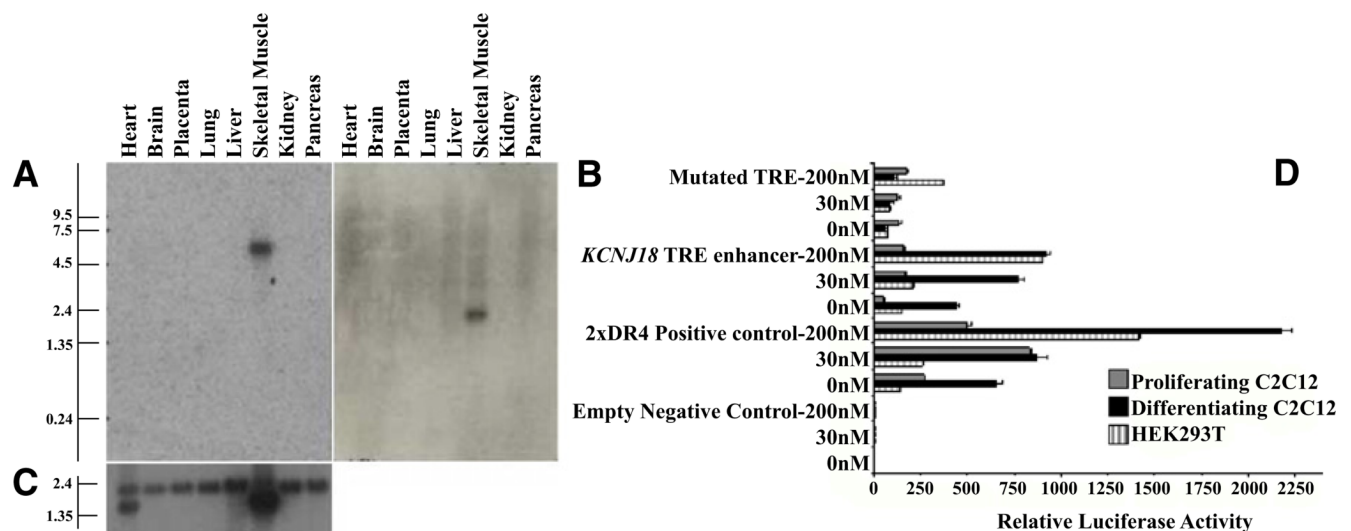 Heart
Brain
Placenta
Lung
Liver
Skeletal Muscle
Kidney
Pancreas
Heart
Brain
Placenta
Lung
Liver
Skeletal Muscle
Kidney
Pancreas
A
9.5
7.5
4.5
2.4
1.35
0.24
C
2.4
1.35
B
D
Mutated TRE-200nM
30nM
0nM
KCNJ18 TRE enhancer-200nM
30nM
0nM
2xDR4 Positive control-200nM
30nM
0nM
Empty Negative Control-200nM
30nM
0nM
Proliferating C2C12
Differentiating C2C12
HEK293T
0 250 500 750 1000 1250 1500 1750 2000 2250
Relative Luciferase Activity